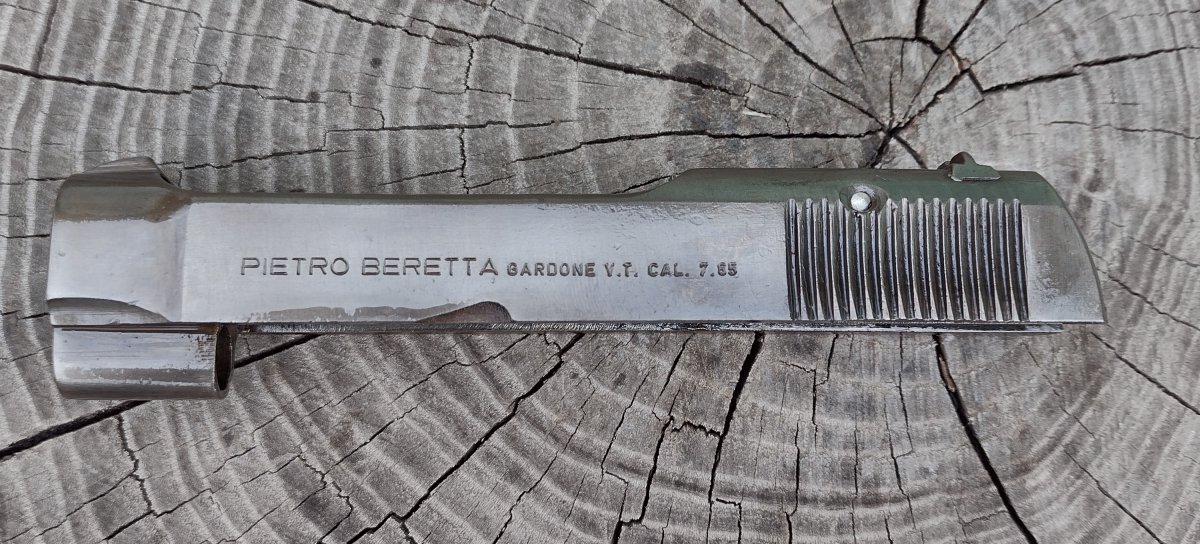 PIETRO BERETTA GARDONE V.T. CAL. 7.65